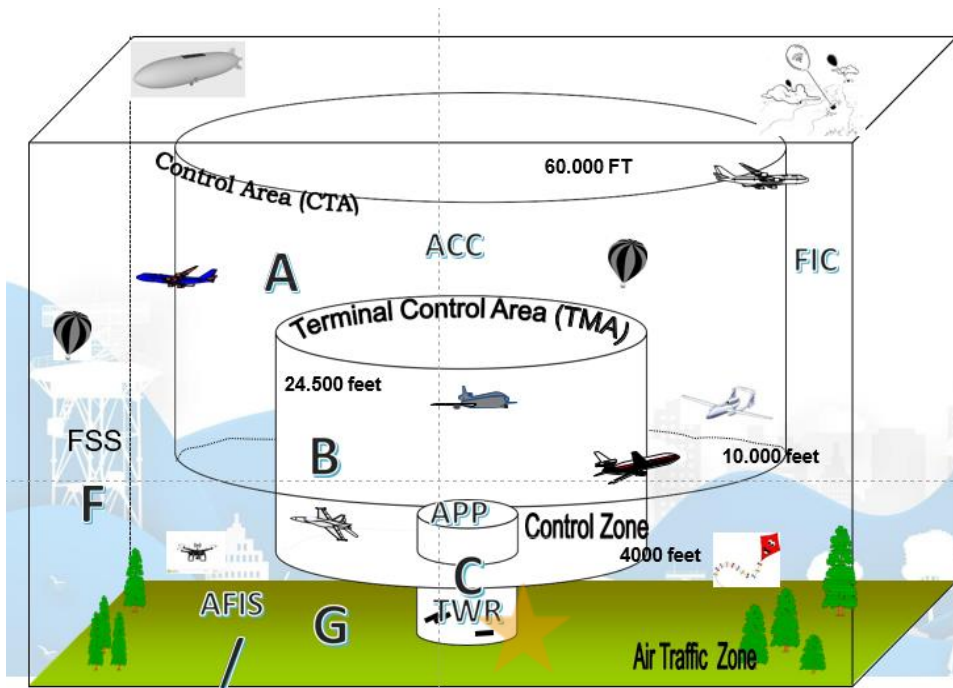 60.000 FT
Control Area (CTA)
ACC
FIC
A
Terminal Control Area (TMA)
24.500 feet
FSS
B
10.000 feet
F
APP
Control Zone
4000 feet
C
AFIS
TWR
G
Air Traffic Zone